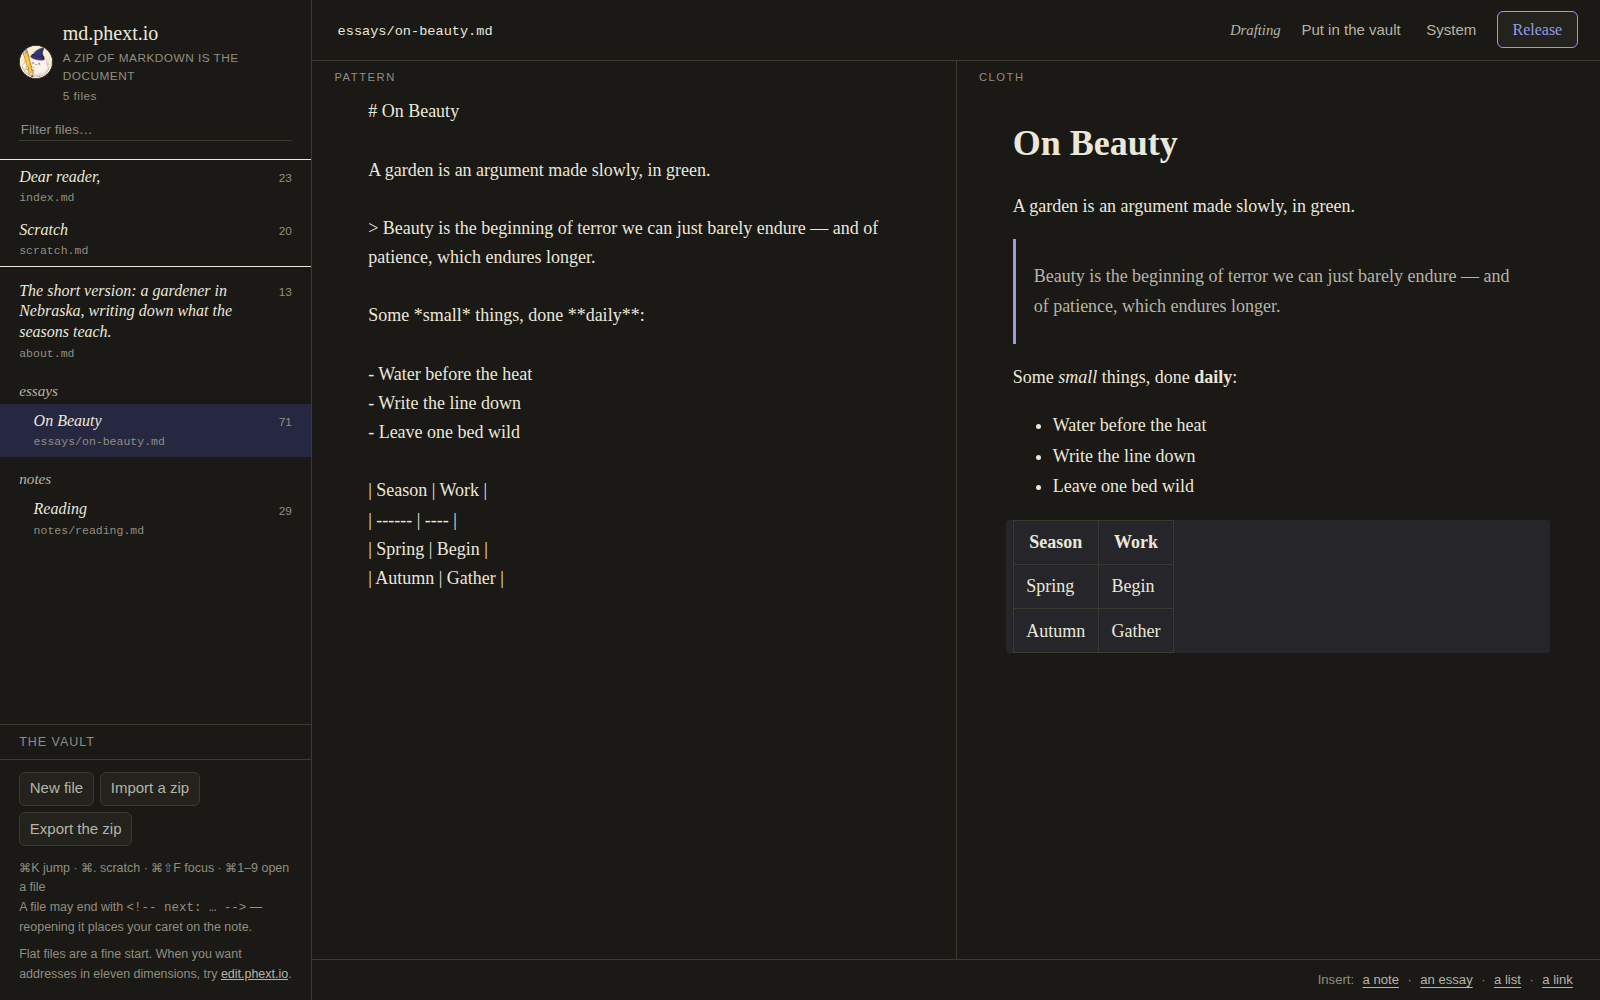 md.phext.io
A ZIP OF MARKDOWN IS THE
DOCUMENT
5 files
Filter files…
Dear reader,
23
index.md
Scratch
20
scratch.md
The short version: a gardener in
13
Nebraska, writing down what the
seasons teach.
about.md
essays
On Beauty
71
essays/on-beauty.md
notes
Reading
29
notes/reading.md
THE VAULT
New file
Import a zip
Export the zip
⌘K jump · ⌘. scratch · ⌘⇧F focus · ⌘1–9 open
a file
A file may end with <!-- next: … --> —
reopening it places your caret on the note.
Flat files are a fine start. When you want
addresses in eleven dimensions, try edit.phext.io.
essays/on-beauty.md
Drafting
Put in the vault
System
Release
PATTERN
# On Beauty
A garden is an argument made slowly, in green.
> Beauty is the beginning of terror we can just barely endure — and of
patience, which endures longer.
Some *small* things, done **daily**:
- Water before the heat
- Write the line down
- Leave one bed wild
| Season | Work |
| ------ | ---- |
| Spring | Begin |
| Autumn | Gather |
CLOTH
On Beauty
A garden is an argument made slowly, in green.
Beauty is the beginning of terror we can just barely endure — and
of patience, which endures longer.
Some small things, done daily:
• Water before the heat
• Write the line down
• Leave one bed wild
Season Work
Spring Begin
Autumn Gather
Insert: a note · an essay · a list · a link